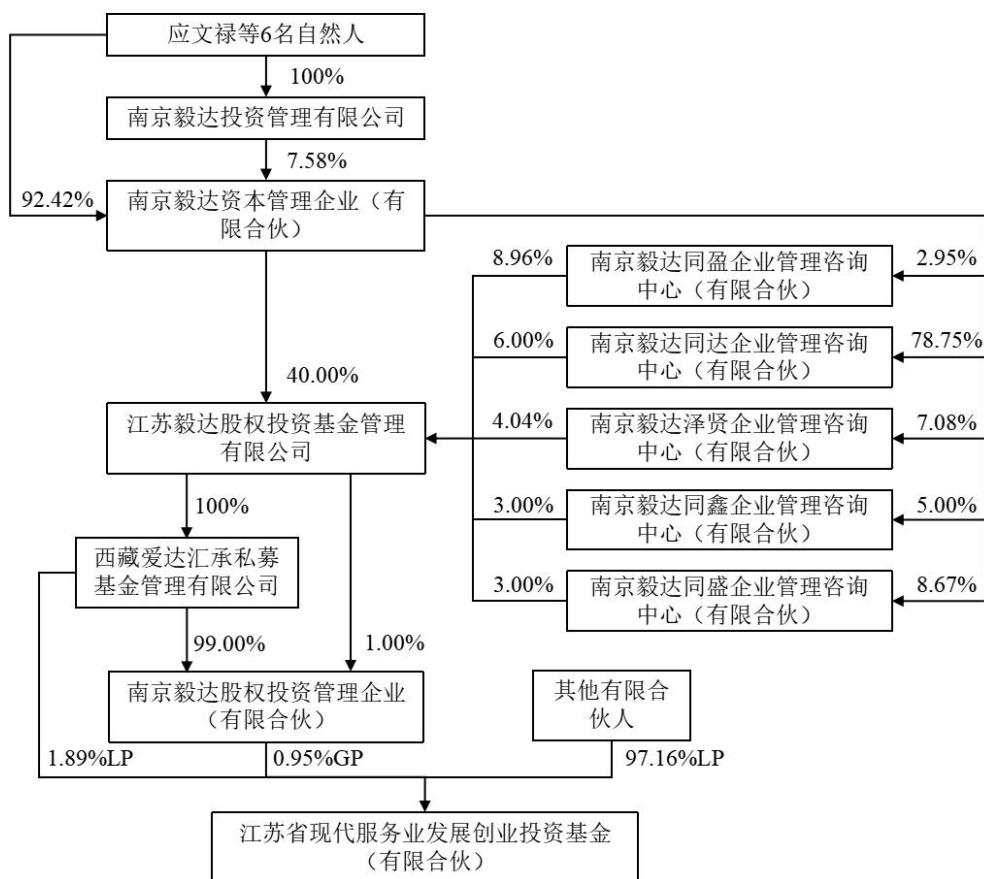 应文禄等6名自然人
100%
南京毅达投资管理有限公司
7.58%
92.42%
南京毅达资本管理企业（有
限合伙）
8.96%
南京毅达同盈企业管理咨询
中心（有限合伙）
2.95%
6.00%
南京毅达同达企业管理咨询
中心（有限合伙）
78.75%
40.00%
江苏毅达股权投资基金管理
有限公司
4.04%
南京毅达泽贤企业管理咨询
中心（有限合伙）
7.08%
100%
3.00%
南京毅达同鑫企业管理咨询
中心（有限合伙）
5.00%
西藏爱达汇承私募
基金管理有限公司
3.00%
南京毅达同盛企业管理咨询
中心（有限合伙）
8.67%
99.00%
1.00%
南京毅达股权投资管理企业
（有限合伙）
其他有限合
伙人
1.89%LP
0.95%GP
97.16%LP
江苏省现代服务业发展创业投资基金
（有限合伙）